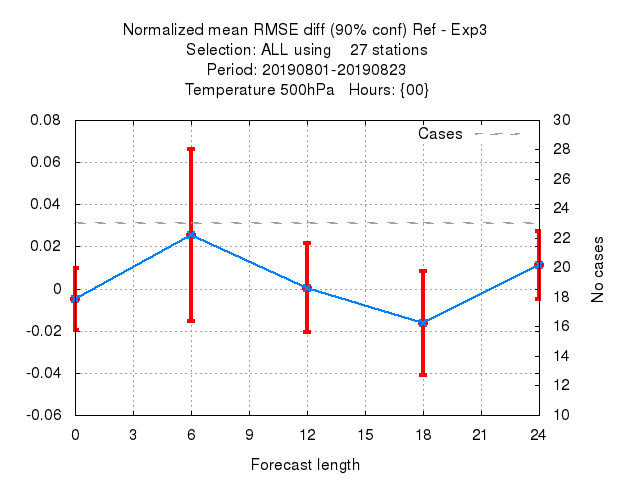 Normalized mean RMSE diff (90% conf) Ref - Exp3
Selection: ALL using    27 stations
Period: 20190801-20190823
Temperature 500hPa   Hours: {00}
Cases
0.08
0.06
0.04
0.02
0
-0.02
-0.04
-0.06
30
28
26
24
22
20
18
16
14
12
10
No cases
0 3 6 9 12 15 18 21 24
Forecast length